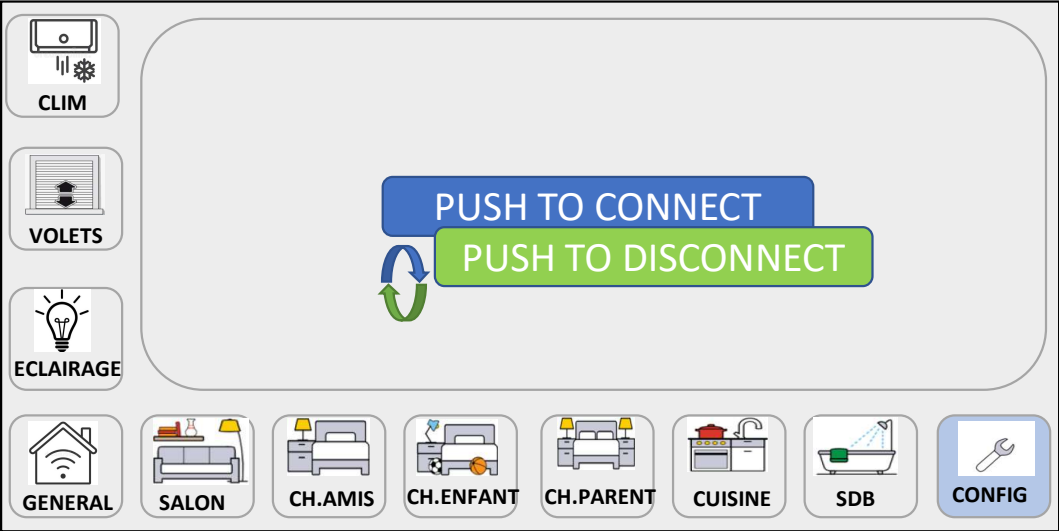 CLIM
VOLETS
ECLAIRAGE
PUSH TO CONNECT
PUSH TO DISCONNECT
GENERAL
SALON
CH.AMIS
CH.ENFANT
CH.PARENT
CUISINE
SDB
CONFIG